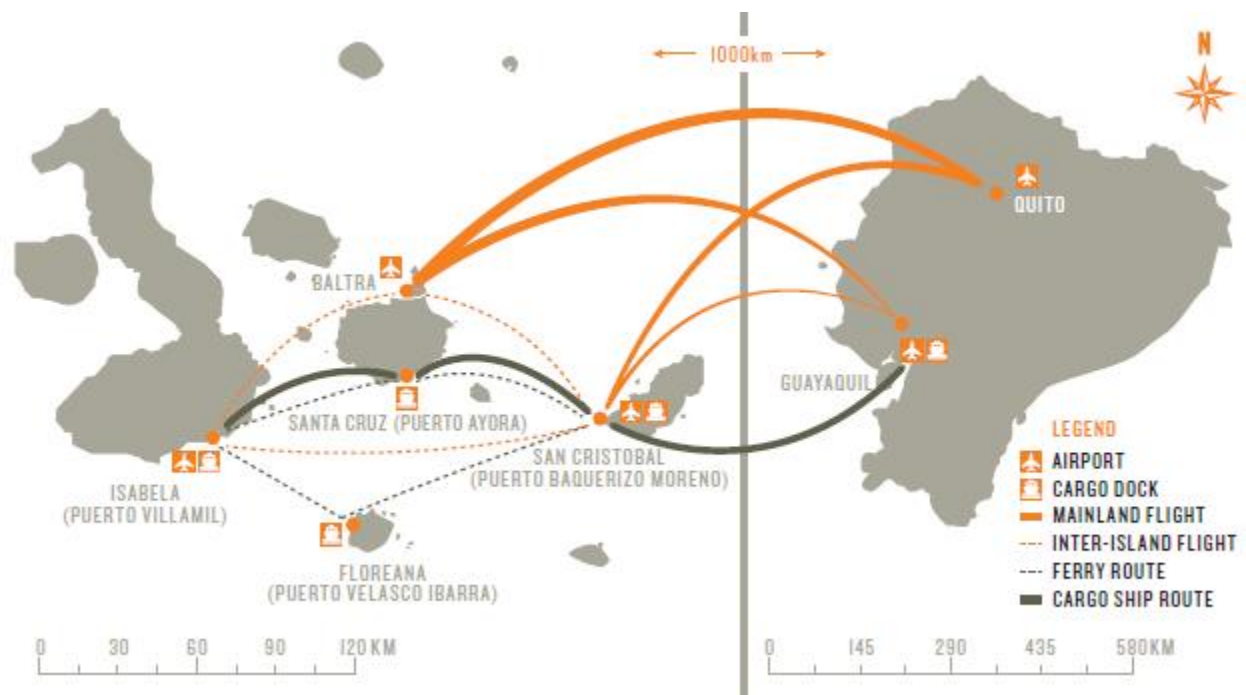 1000km
N
QUITO
BALTRA
GUAYAQUIL
SANTA CRUZ (PUERTO AYORA)
SAN CRISTOBAL
(PUERTO BAQUERIZO MORENO)
ISABELA
(PUERTO VILLAMIL)
FLOREANA
(PUERTO VELASCO IBARRA)
LEGEND
AIRPORT
CARGO DOCK
MAINLAND FLIGHT
INTER-ISLAND FLIGHT
FERRY ROUTE
CARGO SHIP ROUTE
0 30 60 90 120 KM
0 145 290 435 580KM